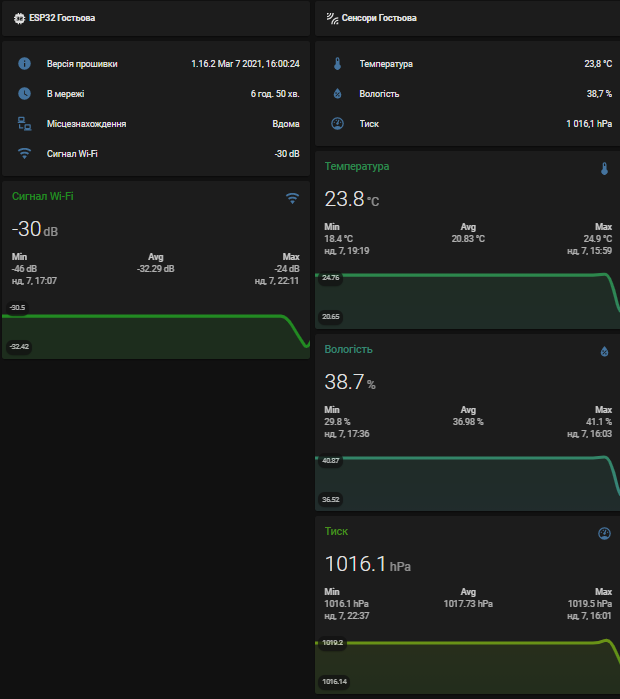 ESP32 Гостьова
Версія прошивки 1.16.2 Mar 7 2021, 16:00:24
В мережі 6 год. 50 хв.
Місцезнаходження Вдома
Сигнал Wi-Fi -30 dB
Сигнал Wi-Fi
-30 dB
Min Avg Max
-46 dB -32.29 dB -24 dB
нд, 7, 17:07 нд, 7, 22:11
-30.5
-32.42
Сенсори Гостьова
Температура 23,8 °C
Вологість 38,7 %
Тиск 1 016,1 hPa
Температура
23.8 °C
Min Avg Max
18.4 °C 20.83 °C 24.9 °C
нд, 7, 19:19 нд, 7, 15:59
24.76
20.65
Вологість
38.7 %
Min Avg Max
29.8 % 36.98 % 41.1 %
нд, 7, 17:36 нд, 7, 16:03
40.87
36.52
Тиск
1016.1 hPa
Min Avg Max
1016.1 hPa 1017.73 hPa 1019.5 hPa
нд, 7, 22:37 нд, 7, 16:01
1019.2
1016.14